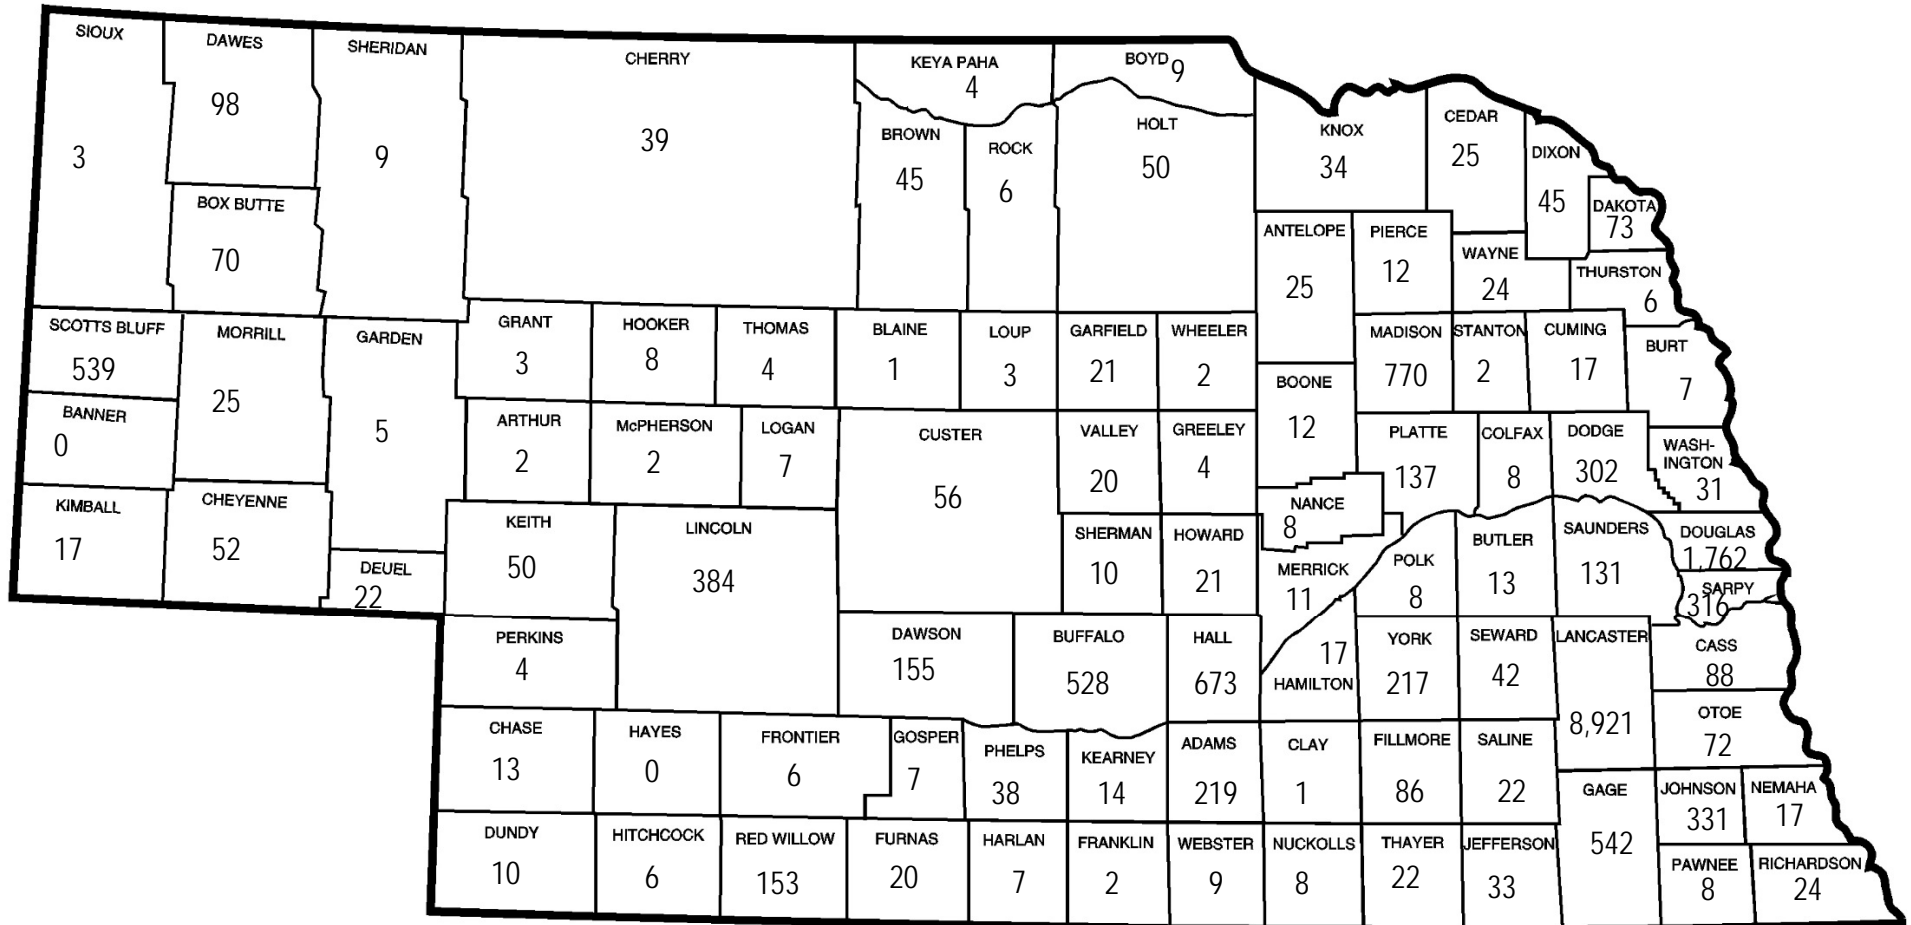 SIOUX
3
DAWES
98
SHERIDAN
9
CHERRY
39
KEYA PAHA
4
BOYD
9
BROWN
45
ROCK
6
HOLT
50
KNOX
34
CEDAR
25
DIXON
45
DAKOTA
73
BOX BUTTE
70
ANTELOPE
25
PIERCE
12
WAYNE
24
THURSTON
6
SCOTTS BLUFF
539
MORRILL
25
GARDEN
5
GRANT
3
HOOKER
8
THOMAS
4
BLAINE
1
LOUP
3
GARFIELD
21
WHEELER
2
MADISON
770
STANTON
2
CUMING
17
BURT
7
BANNER
0
BOONE
12
ARTHUR
2
McPHERSON
2
LOGAN
7
CUSTER
56
VALLEY
20
GREELEY
4
PLATTE
137
COLFAX
8
DODGE
302
WASH-
INGTON
31
KIMBALL
17
CHEYENNE
52
NANCE
8
DEUEL
22
KEITH
50
LINCOLN
384
SHERMAN
10
HOWARD
21
MERRICK
11
POLK
8
BUTLER
13
SAUNDERS
131
DOUGLAS
1,762
SARPY
316
PERKINS
4
DAWSON
155
BUFFALO
528
HALL
673
17
HAMILTON
YORK
217
SEWARD
42
LANCASTER
8,921
CASS
88
OTOE
72
CHASE
13
HAYES
0
FRONTIER
6
GOSPER
7
PHELPS
38
KEARNEY
14
ADAMS
219
CLAY
1
FILLMORE
86
SALINE
22
GAGE
542
JOHNSON
331
NEMAHA
17
DUNDY
10
HITCHCOCK
6
RED WILLOW
153
FURNAS
20
HARLAN
7
FRANKLIN
2
WEBSTER
9
NUCKOLLS
8
THAYER
22
JEFFERSON
33
PAWNEE
8
RICHARDSON
24